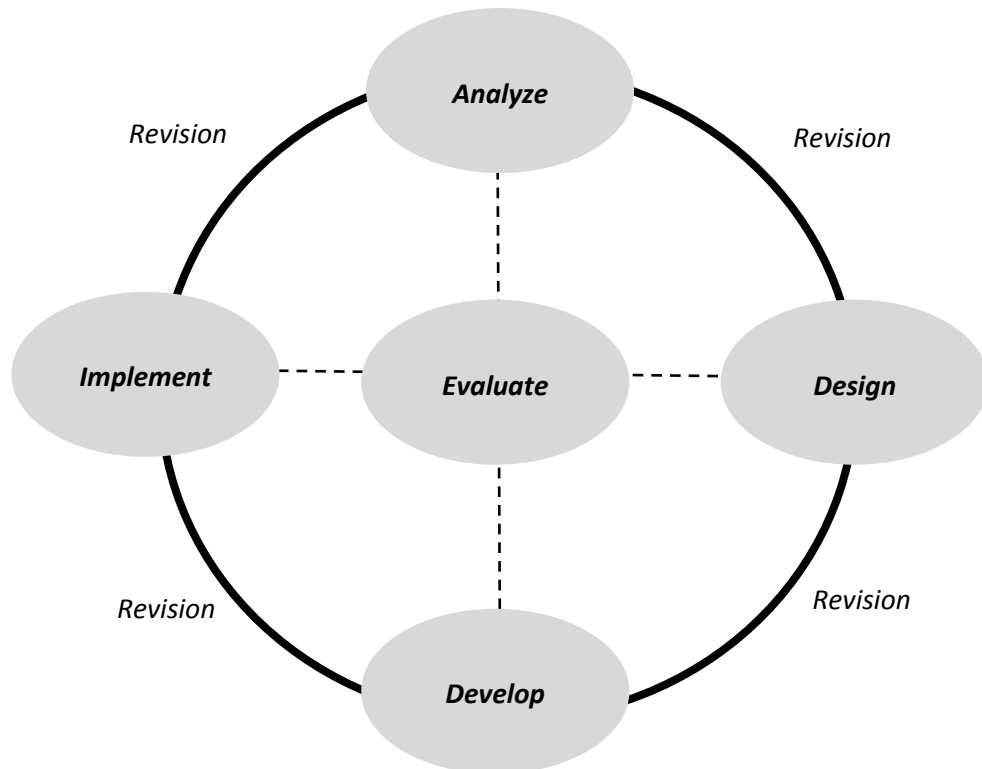 Analyze
Revision
Revision
Implement
Evaluate
Design
Revision
Revision
Develop